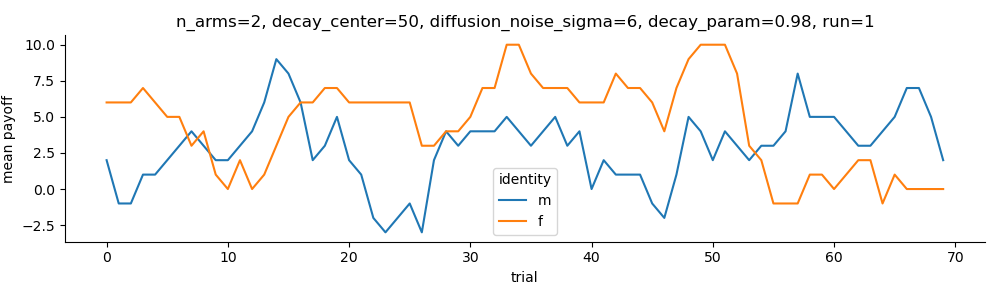 n_arms=2, decay_center=50, diffusion_noise_sigma=6, decay_param=0.98, run=1
10.0
7.5
5.0
2.5
0.0
−2.5
mean payoff
identity
m
f
0 10 20 30 40 50 60 70
trial